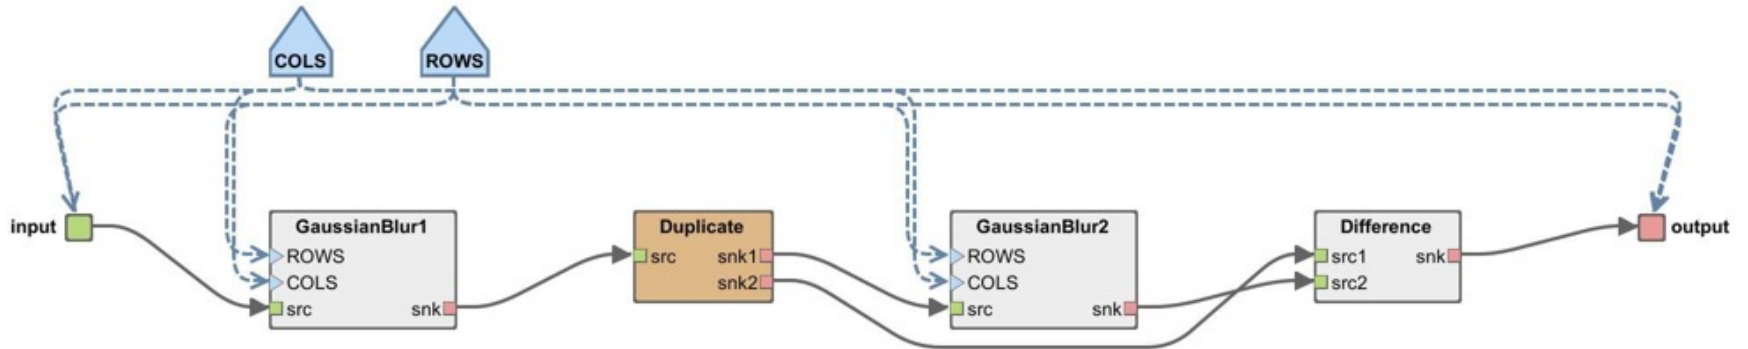 COLS
ROWS
input
GaussianBlur1
ROWS
COLS
src
snk
Duplicate
src
snk1
snk2
GaussianBlur2
ROWS
COLS
src
snk
Difference
src1
snk
src2
output